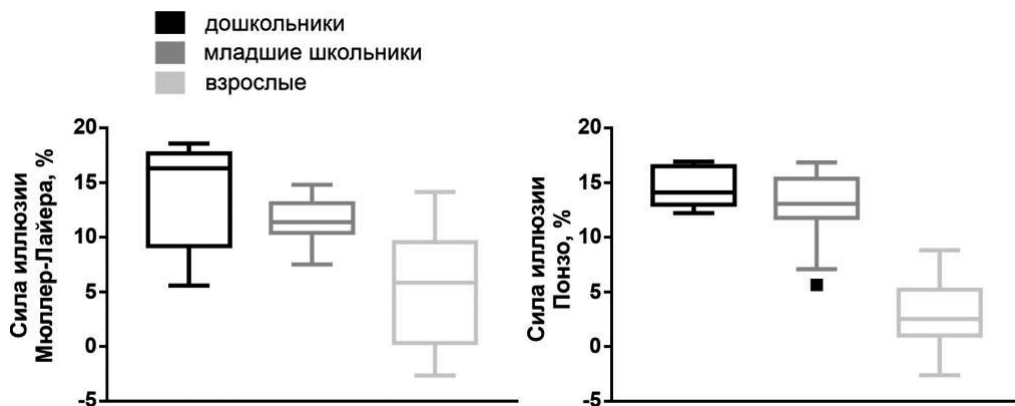 дошкольники
младшие школьники
взрослые
Сила иллюзии
Мюллер-Лайера, %
20
15
10
5
0
-5
Сила иллюзии
Понзо, %
20
15
10
5
0
-5